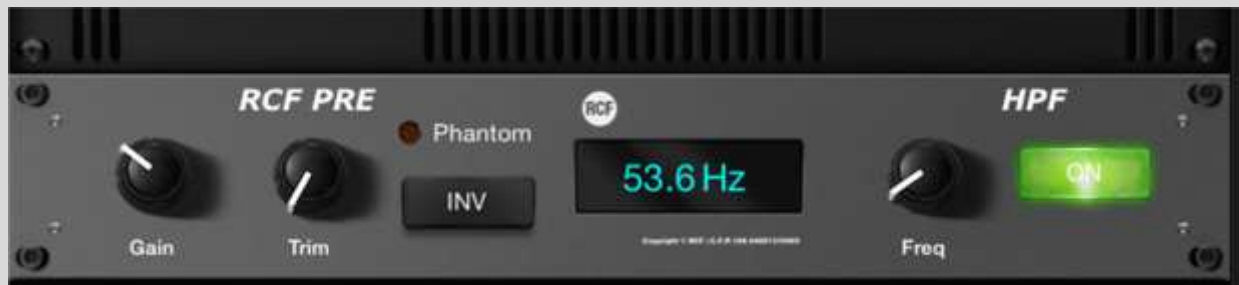 RCF PRE
HPF
RCF
Phantom
53.6 Hz
ON
INV
Gain
Trim
Freq